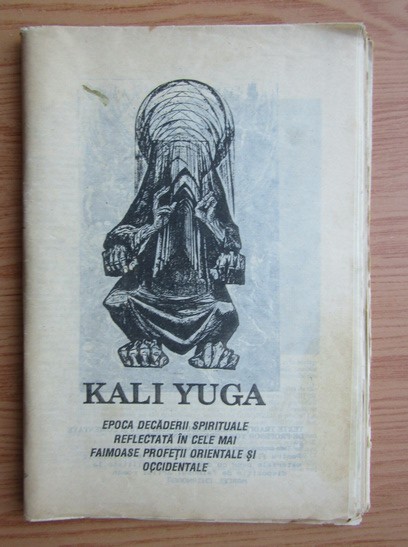 KALI YUGA
EPOCA DECĂDERII SPIRITUALE
REFLECTATĂ ÎN CELE MAI
FAIMOASE PROFEȚII ORIENTALE ȘI
OCCIDENTALE